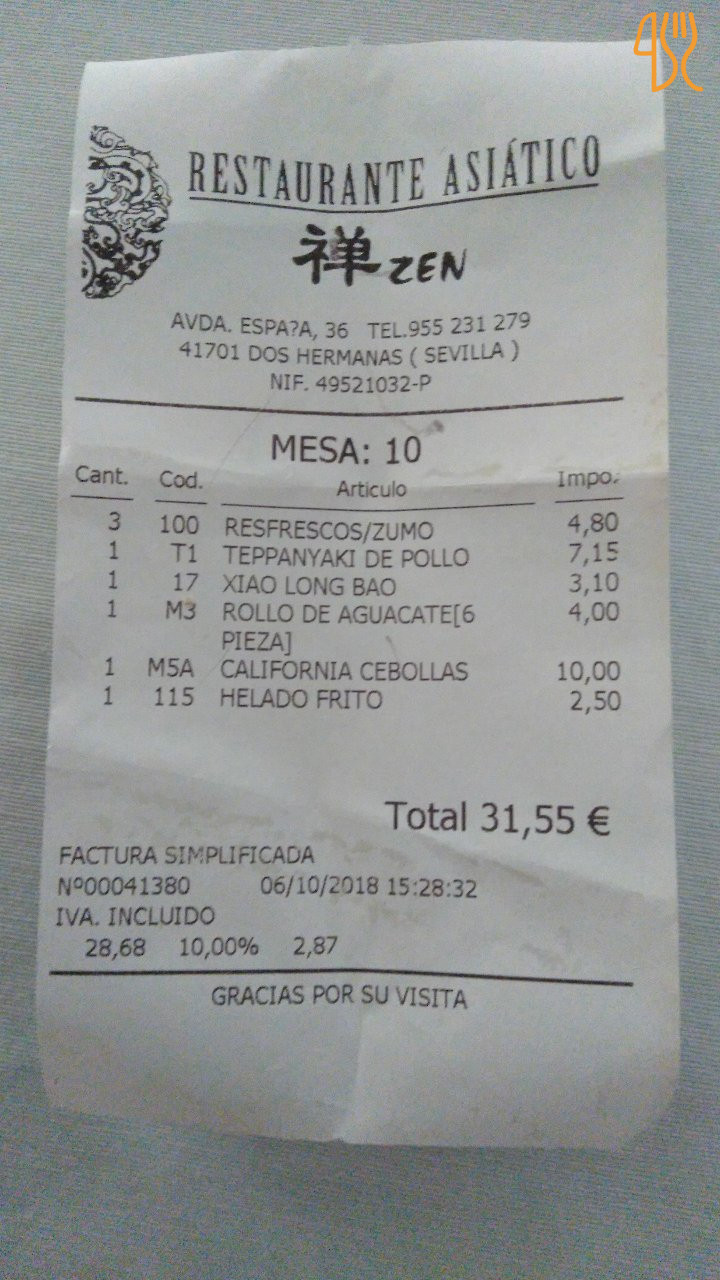 RESTAURANTE ASIÁTICO
禅 ZEN
AVDA. ESPA?A, 36 TEL.955 231 279
41701 DOS HERMANAS ( SEVILLA )
NIF. 49521032-P
MESA: 10
Cant. Cod. Articulo Impo.
3 100 RESFRESCOS/ZUMO 4,80
1 T1 TEPPANYAKI DE POLLO 7,15
1 17 XIAO LONG BAO 3,10
1 M3 ROLLO DE AGUACATE[6 4,00
PIEZA]
1 M5A CALIFORNIA CEBOLLAS 10,00
1 115 HELADO FRITO 2,50
Total 31,55 €
FACTURA SIMPLIFICADA
Nº00041380 06/10/2018 15:28:32
IVA. INCLUIDO
28,68 10,00% 2,87
GRACIAS POR SU VISITA